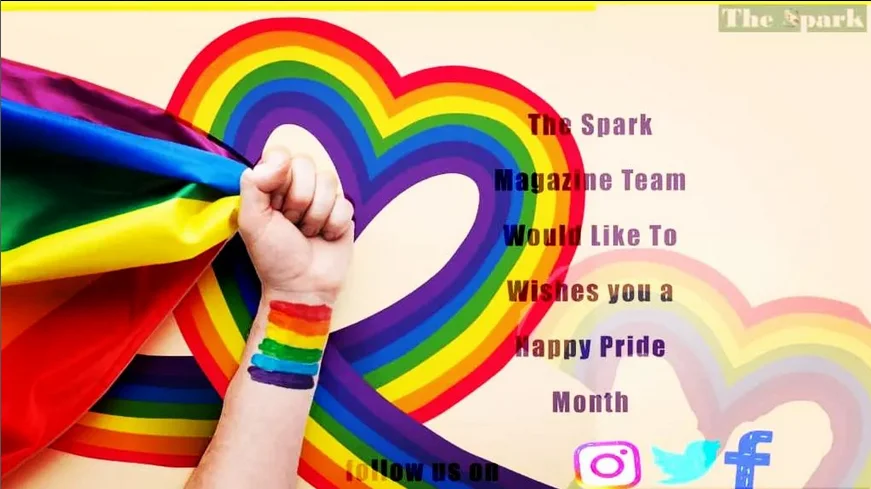 The Spark
The Spark
Magazine Team
Would Like To
Wishes you a
Happy Pride
Month
follow us on